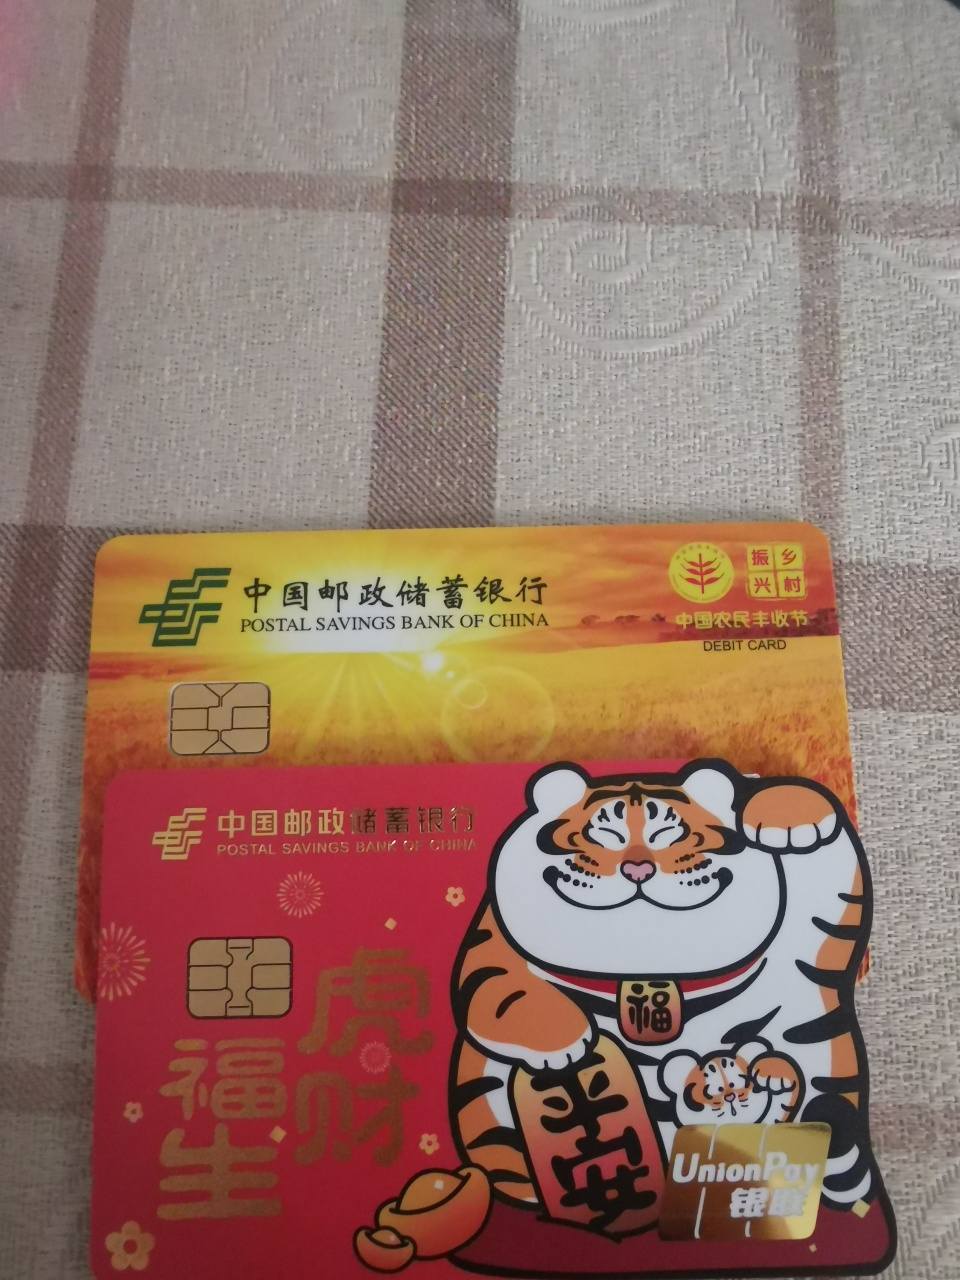 中国邮政储蓄银行
POSTAL SAVINGS BANK OF CHINA
振乡
兴村
中国农民丰收节
DEBIT CARD
中国邮政储蓄银行
POSTAL SAVINGS BANK OF CHINA
虎财
福生
福
平安
UnionPay
银联